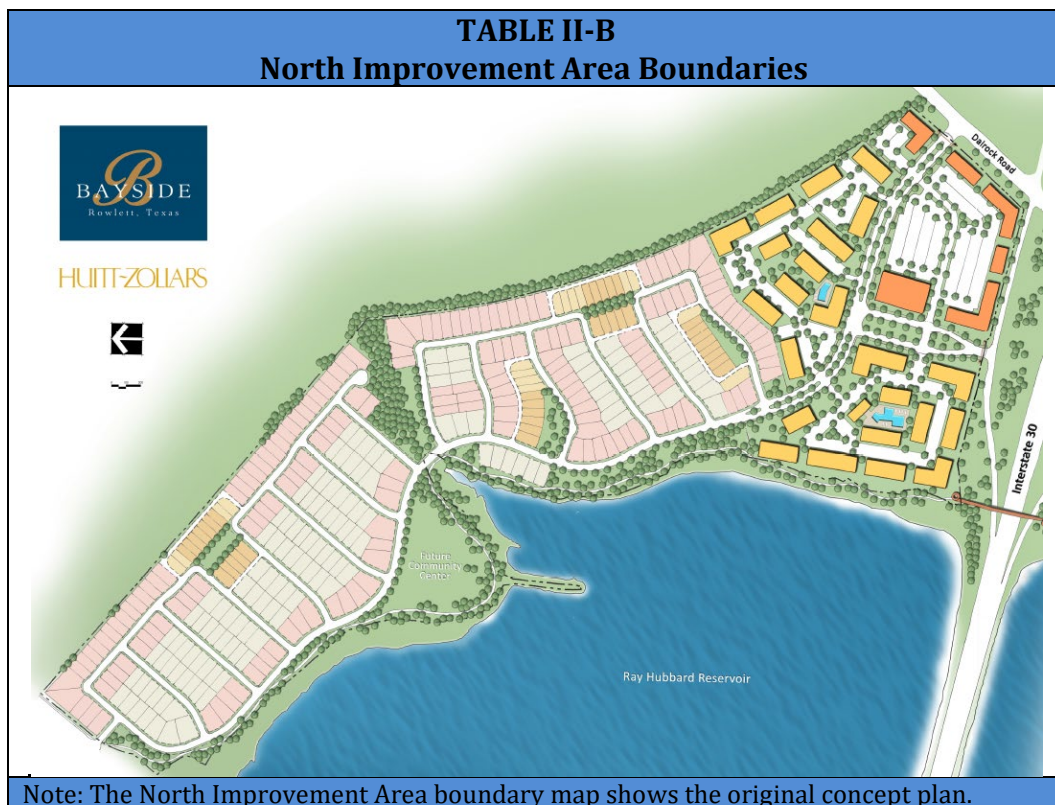 TABLE II-B
North Improvement Area Boundaries
B
BAYSIDE
Rowlett, Texas
HUITT-ZOLLARS
Dalrock Road
Interstate 30
Future
Community
Center
Ray Hubbard Reservoir
Note: The North Improvement Area boundary map shows the original concept plan.